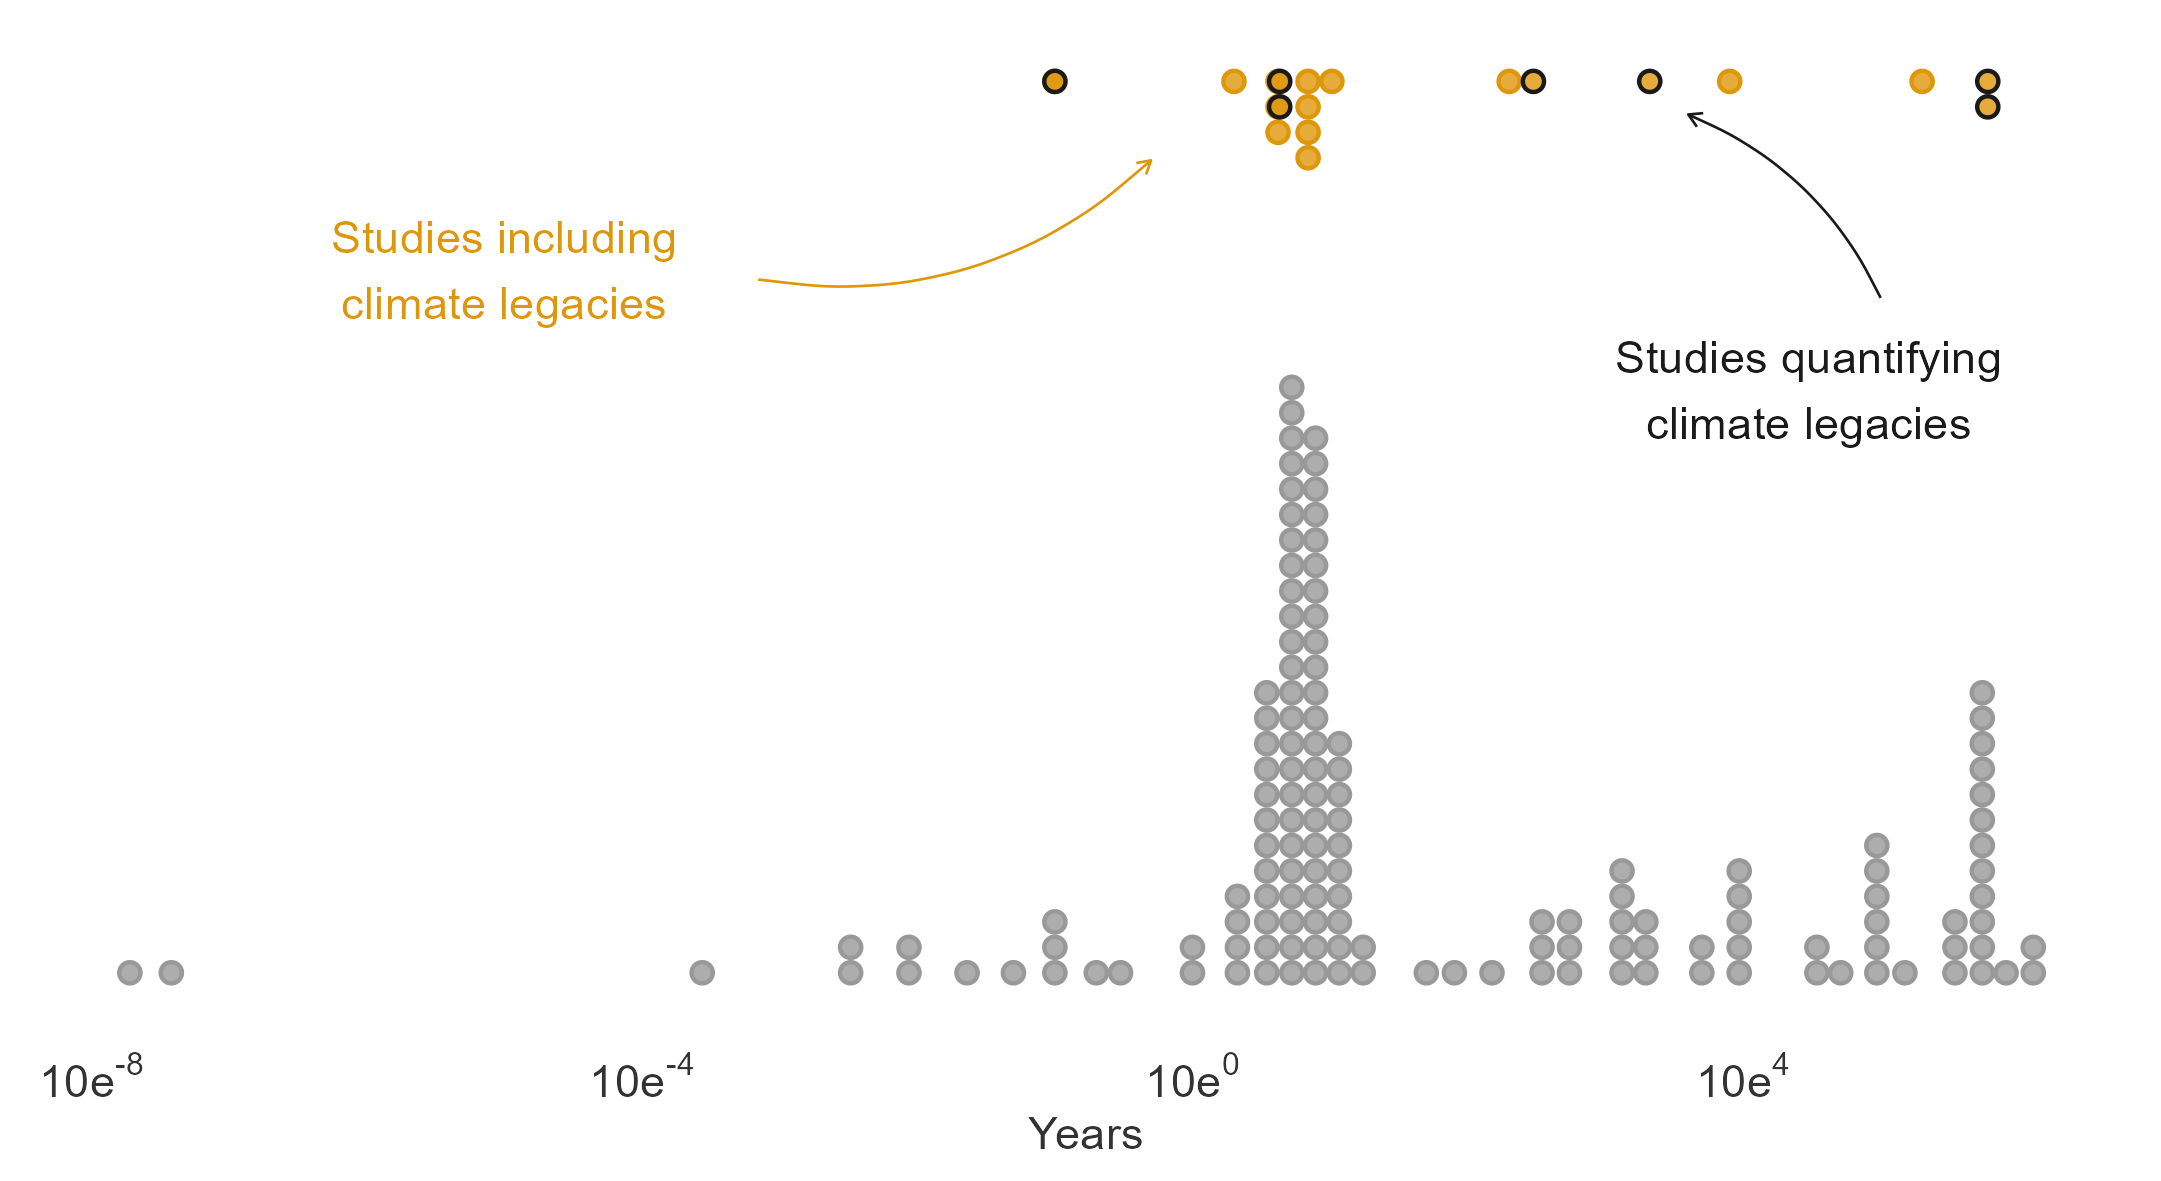 Studies including
climate legacies
Studies quantifying
climate legacies
10e⁻⁸ 10e⁻⁴ 10e⁰ 10e⁴
Years